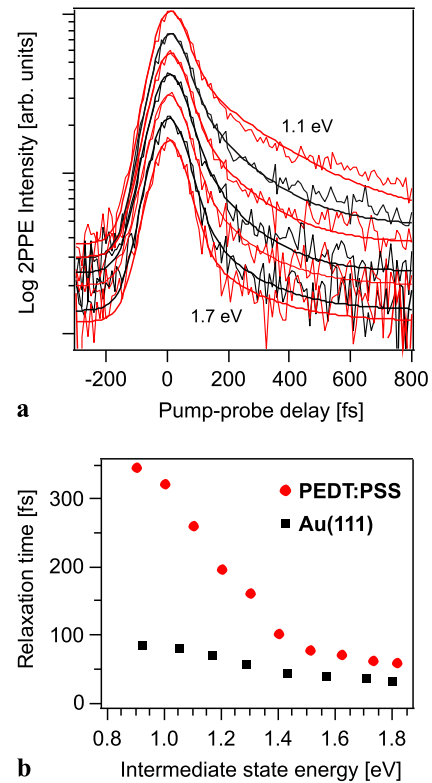 Log 2PPE Intensity [arb. units]
1.1 eV
1.7 eV
-200 0 200 400 600 800
a
Pump-probe delay [fs]
Relaxation time [fs]
300
200
100
0
PEDT:PSS
Au(111)
0.8 1.0 1.2 1.4 1.6 1.8
b
Intermediate state energy [eV]